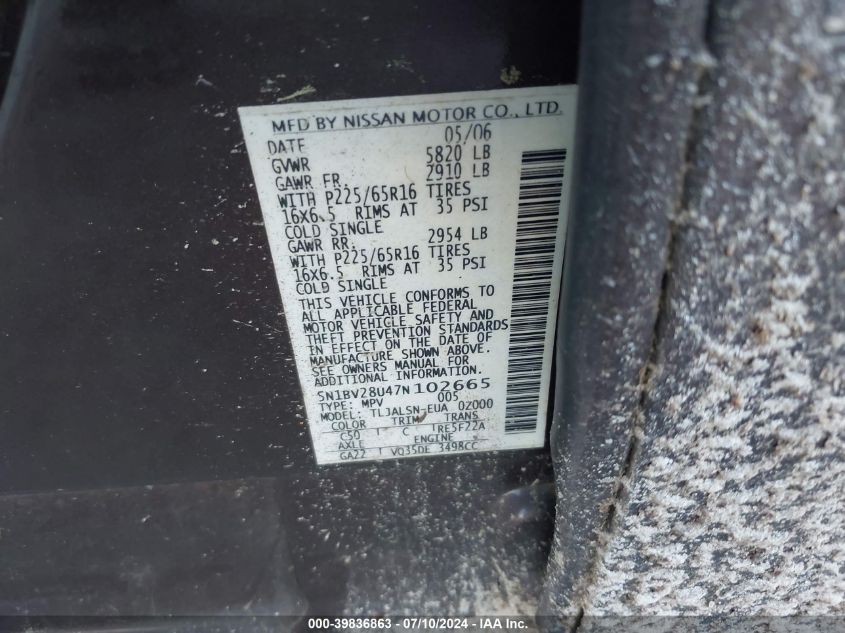 MFD BY NISSAN MOTOR CO., LTD.
DATE 05/06
GVWR 5820 LB
GAWR FR 2910 LB
WITH P225/65R16 TIRES
16X6.5 RIMS AT 35 PSI
COLD SINGLE
GAWR RR. 2954 LB
WITH P225/65R16 TIRES
16X6.5 RIMS AT 35 PSI
COLD SINGLE
THIS VEHICLE CONFORMS TO
ALL APPLICABLE FEDERAL
MOTOR VEHICLE SAFETY AND
THEFT PREVENTION STANDARDS
IN EFFECT ON THE DATE OF
MANUFACTURE SHOWN ABOVE.
SEE OWNERS MANUAL FOR
ADDITIONAL INFORMATION.
5N1BV28U47N102665
TYPE: MPV 005
MODEL: TLJALSN EUA 02000
COLOR TRIM TRANS
C50 C RE5F22A
AXLE ENGINE
GA22 VQ35DE 3498CC
000-39836863 - 07/10/2024 - IAA Inc.